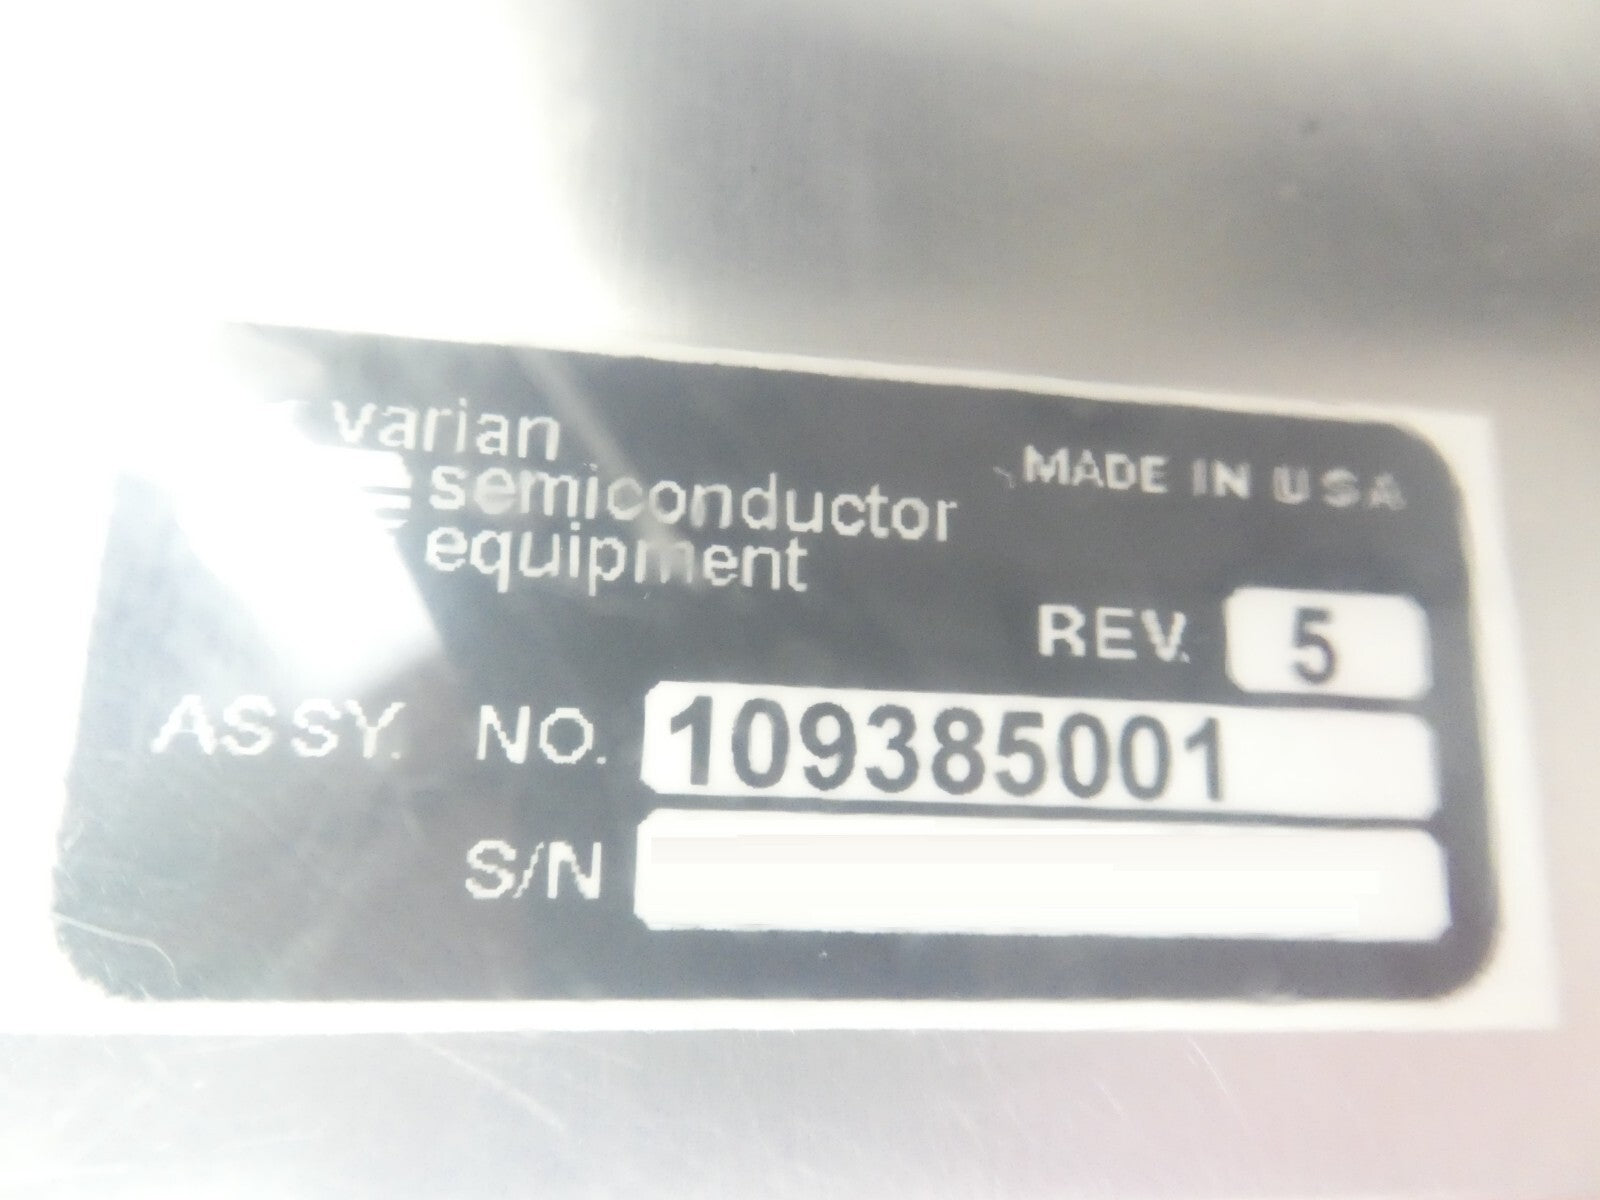 varian
semiconductor
equipment
MADE IN USA
REV. 5
ASSY. NO. 109385001
S/N